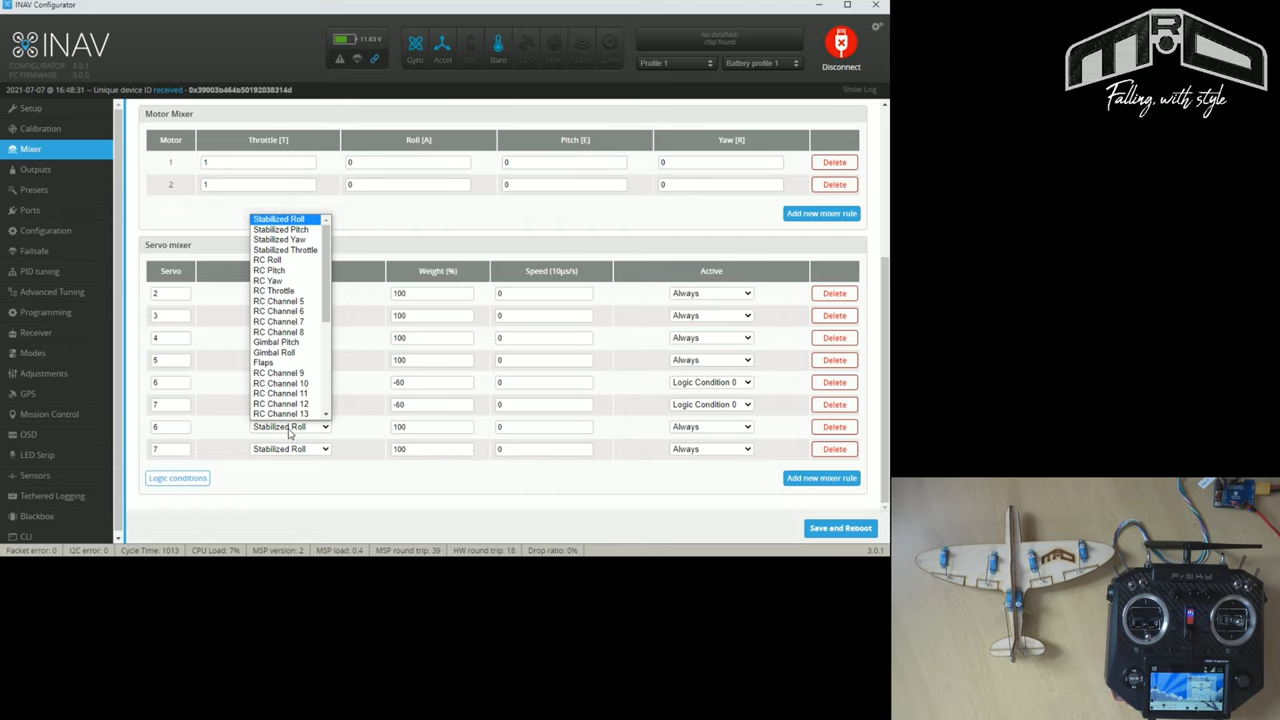 INAV Configurator
INAV
CONFIGURATOR 3.0.1
FC FIRMWARE 3.0.0
11.63 V
Gyro
Accel
Baro
No dataflash
chip found
Profile 1
Battery profile 1
Disconnect
2021-07-07 @ 16:48:31 -- Unique device ID received - 0x39003b464b50192038314d
Show Log
Setup
Calibration
Mixer
Outputs
Presets
Ports
Configuration
Failsafe
PID tuning
Advanced Tuning
Programming
Receiver
Modes
Adjustments
GPS
Mission Control
OSD
LED Strip
Sensors
Tethered Logging
Blackbox
CLI
Motor Mixer
Motor Throttle [T] Roll [A] Pitch [E] Yaw [R]
1 1 0 0 0 Delete
2 1 0 0 0 Delete
Add new mixer rule
Servo mixer
Servo Weight (%) Speed (10µs/s) Active
2 100 0 Always Delete
3 100 0 Always Delete
4 100 0 Always Delete
5 100 0 Always Delete
6 -60 0 Logic Condition 0 Delete
7 -60 0 Logic Condition 0 Delete
6 Stabilized Roll 100 0 Always Delete
7 Stabilized Roll 100 0 Always Delete
Stabilized Roll
Stabilized Pitch
Stabilized Yaw
Stabilized Throttle
RC Roll
RC Pitch
RC Yaw
RC Throttle
RC Channel 5
RC Channel 6
RC Channel 7
RC Channel 8
Gimbal Pitch
Gimbal Roll
Flaps
RC Channel 9
RC Channel 10
RC Channel 11
RC Channel 12
RC Channel 13
Logic conditions
Add new mixer rule
Save and Reboot
Packet error: 0 I2C error: 0 Cycle Time: 1013 CPU Load: 7% MSP version: 2 MSP load: 0.4 MSP round trip: 39 HW round trip: 18 Drop ratio: 0% 3.0.1
MRD
Falling, with style
MRD
FrSKY